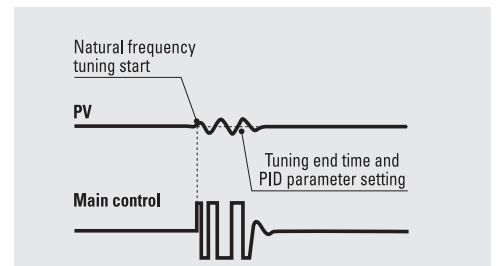 Natural frequency
tuning start
PV
Tuning end time and
PID parameter setting
Main control